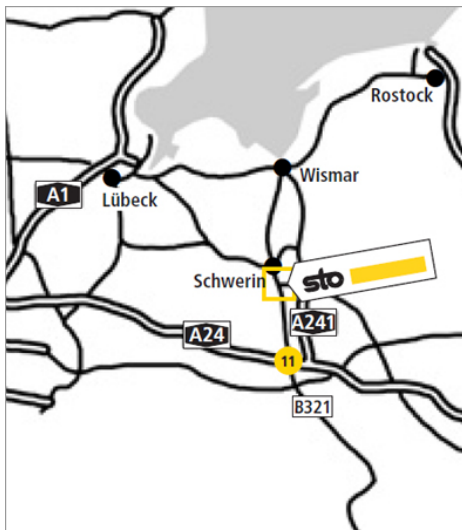 Rostock
Wismar
A1
Lübeck
Schwerin
sto
A24
A241
11
B321